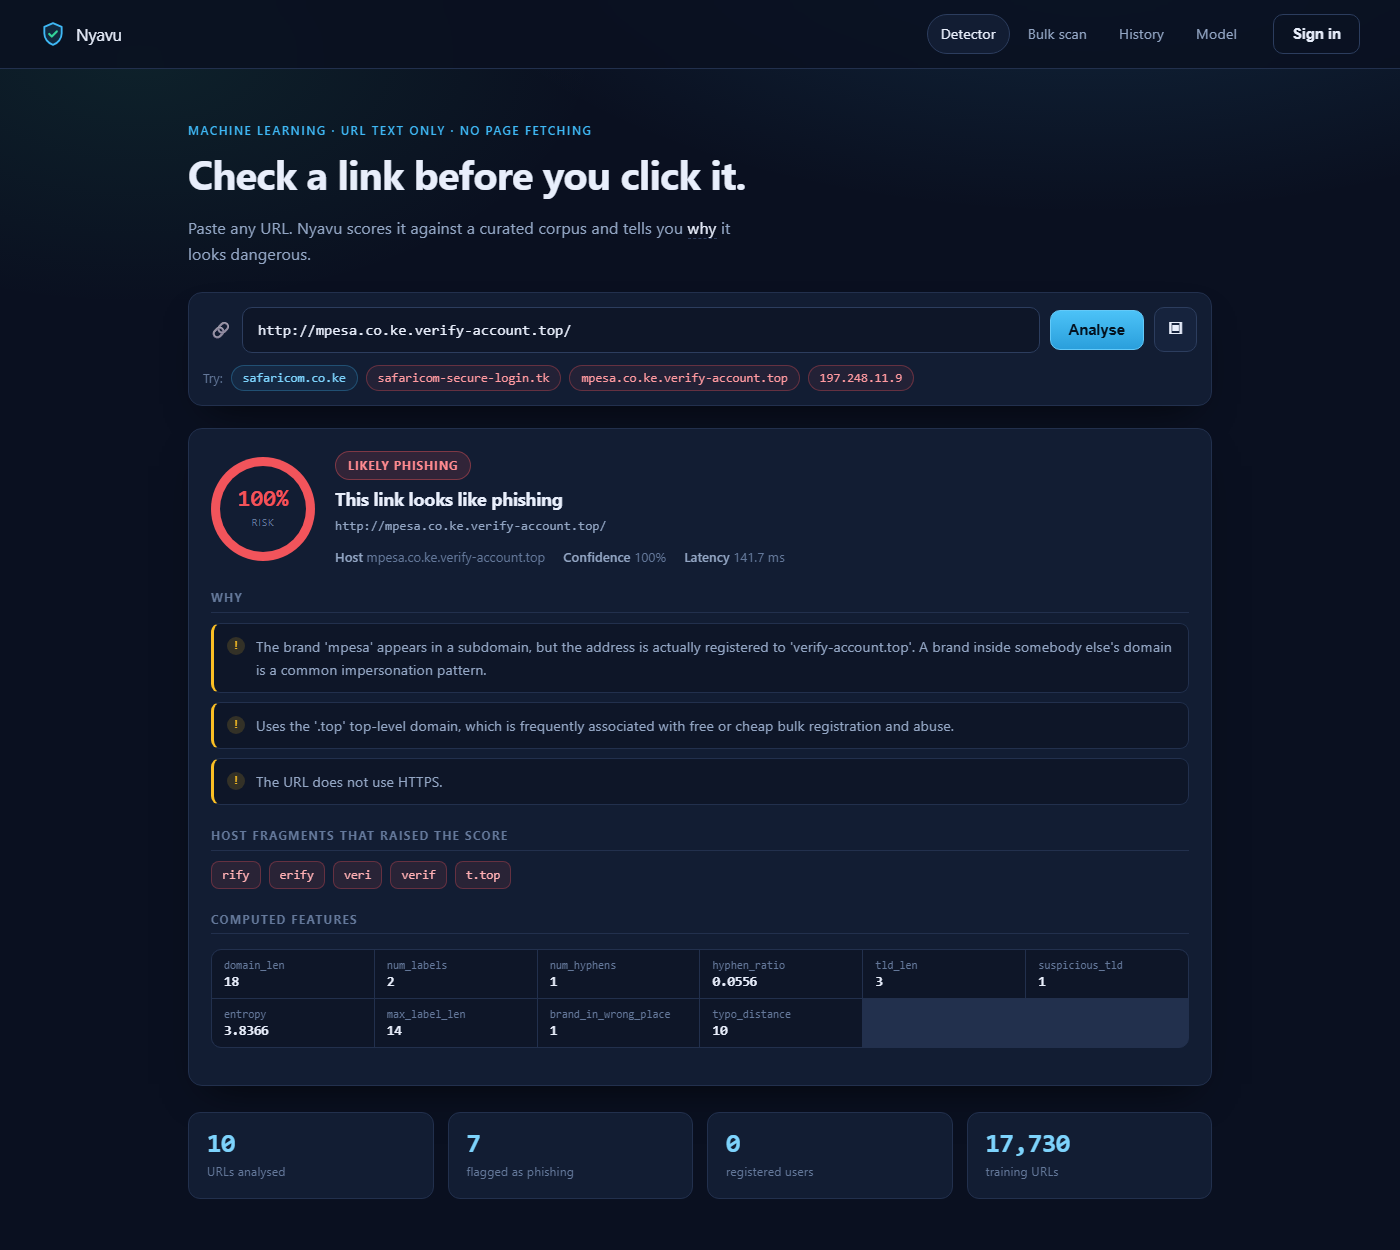 Nyavu
Detector
Bulk scan
History
Model
Sign in
MACHINE LEARNING · URL TEXT ONLY · NO PAGE FETCHING
Check a link before you click it.
Paste any URL. Nyavu scores it against a curated corpus and tells you why it
looks dangerous.
http://mpesa.co.ke.verify-account.top/
Analyse
Try:
safaricom.co.ke
safaricom-secure-login.tk
mpesa.co.ke.verify-account.top
197.248.11.9
100%
RISK
LIKELY PHISHING
This link looks like phishing
http://mpesa.co.ke.verify-account.top/
Host mpesa.co.ke.verify-account.top Confidence 100% Latency 141.7 ms
WHY
! The brand 'mpesa' appears in a subdomain, but the address is actually registered to 'verify-account.top'. A brand inside somebody else's domain
is a common impersonation pattern.
! Uses the '.top' top-level domain, which is frequently associated with free or cheap bulk registration and abuse.
! The URL does not use HTTPS.
HOST FRAGMENTS THAT RAISED THE SCORE
rify
erify
veri
verif
t.top
COMPUTED FEATURES
domain_len
18
num_labels
2
num_hyphens
1
hyphen_ratio
0.0556
tld_len
3
suspicious_tld
1
entropy
3.8366
max_label_len
14
brand_in_wrong_place
1
typo_distance
10
10
URLs analysed
7
flagged as phishing
0
registered users
17,730
training URLs